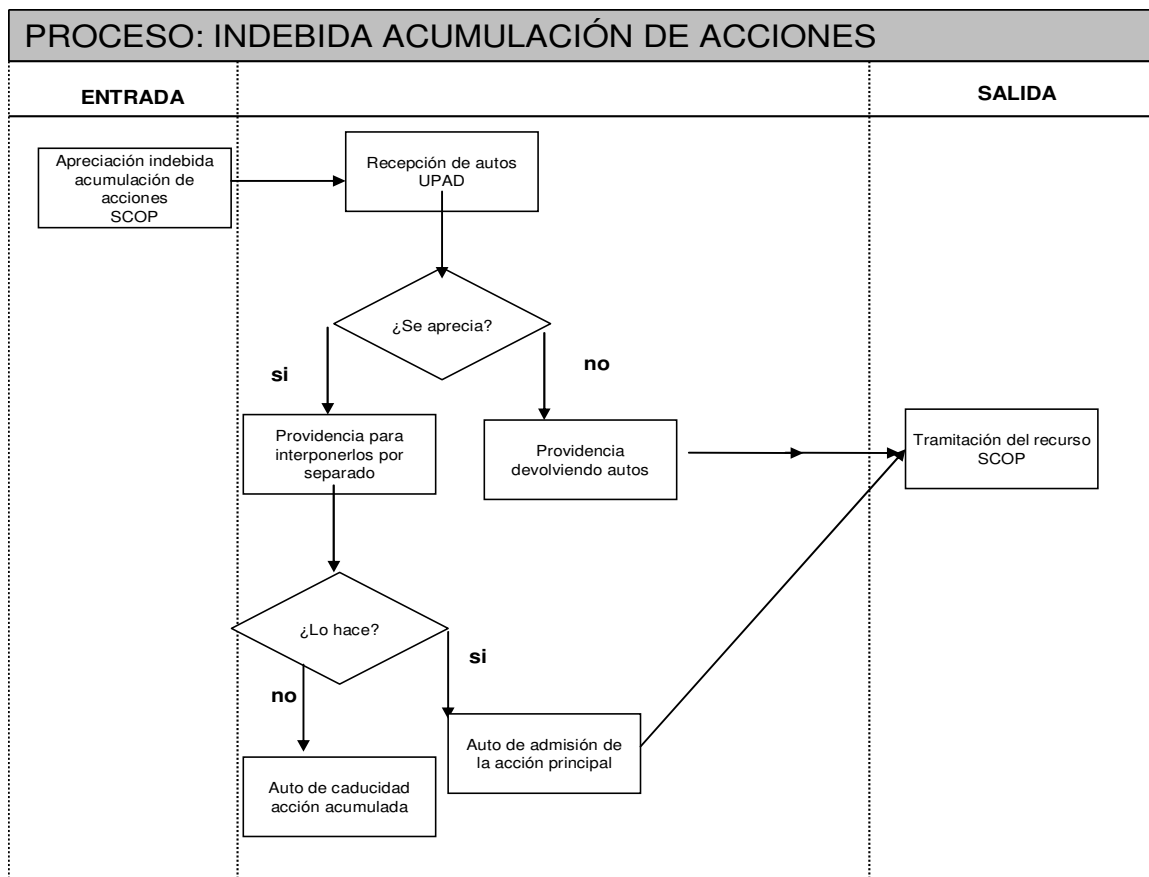 PROCESO: INDEBIDA ACUMULACIÓN DE ACCIONES
ENTRADA
SALIDA
Apreciación indebida
acumulación de
acciones
SCOP
Recepción de autos
UPAD
¿Se aprecia?
si
no
Providencia para
interponerlos por
separado
Providencia
devolviendo autos
Tramitación del recurso
SCOP
¿Lo hace?
si
no
Auto de admisión de
la acción principal
Auto de caducidad
acción acumulada